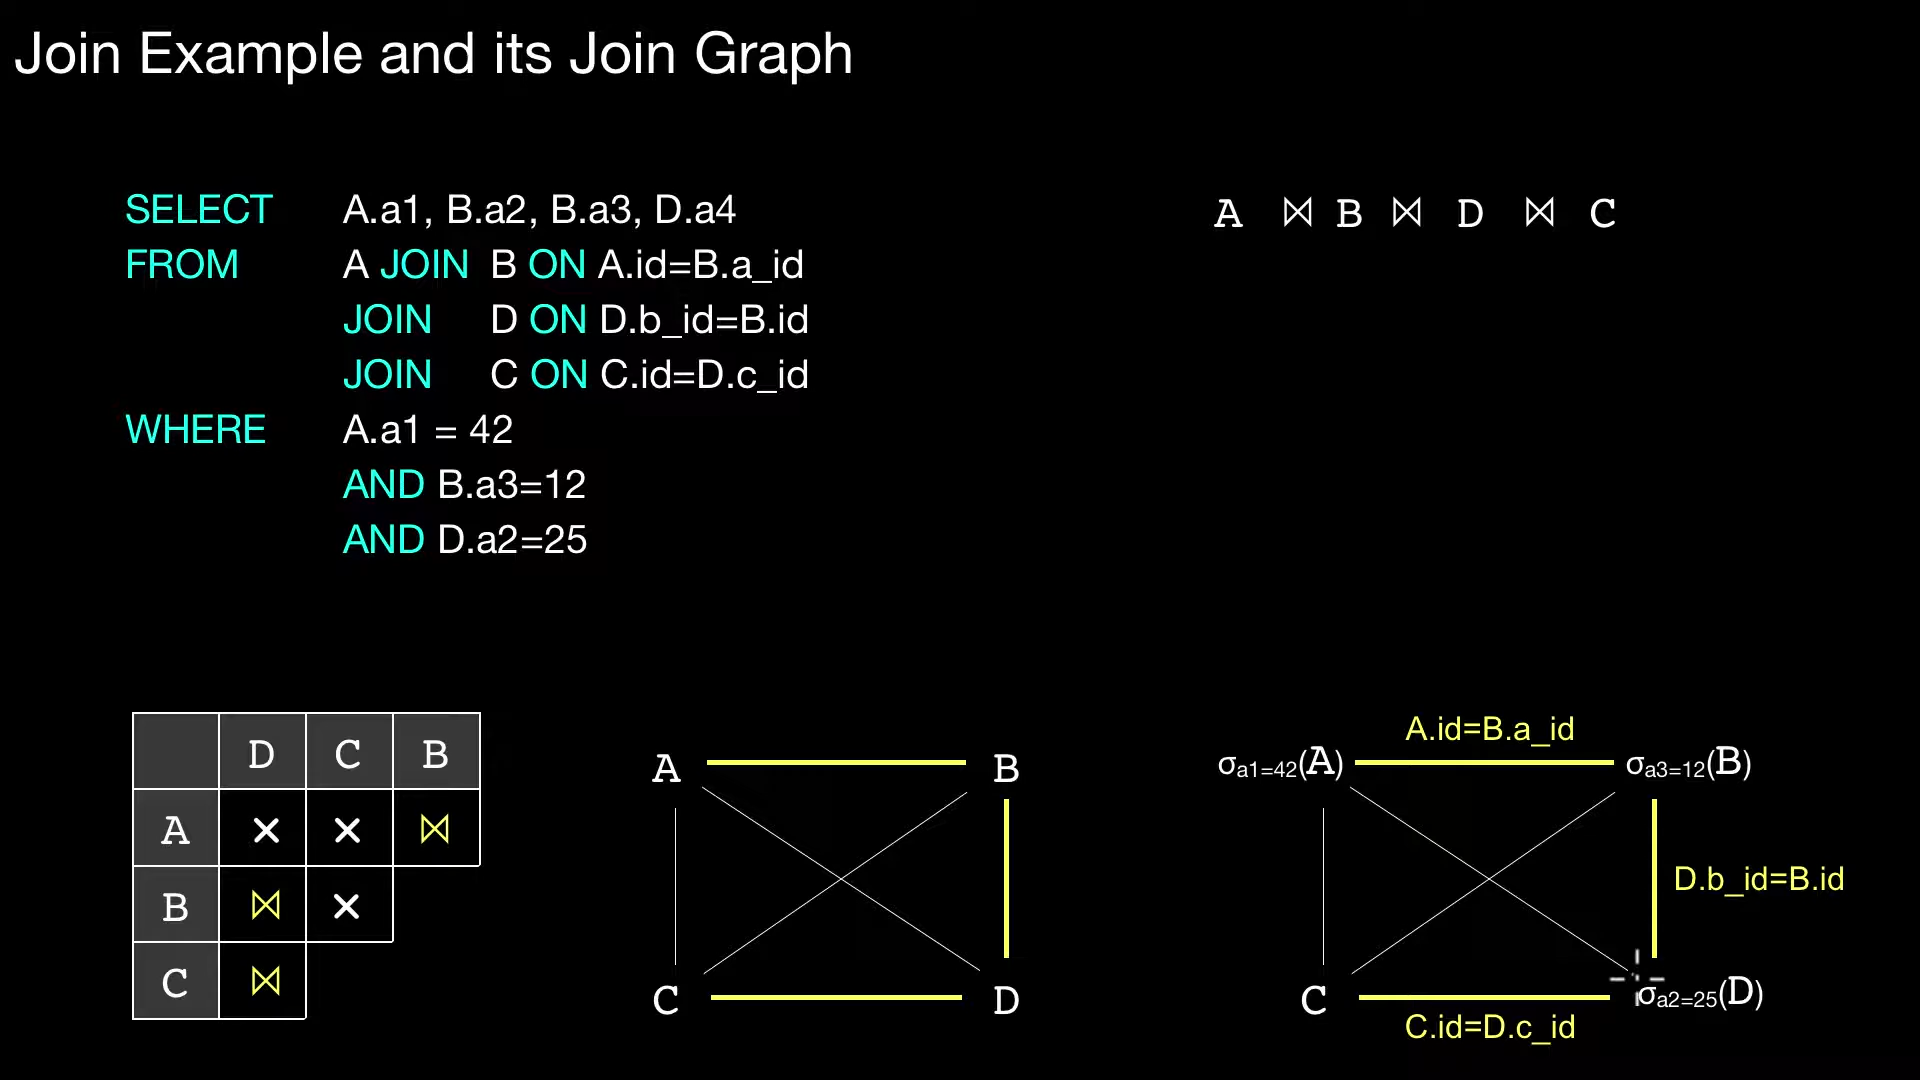 Join Example and its Join Graph
SELECT A.a1, B.a2, B.a3, D.a4
FROM A JOIN B ON A.id=B.a_id
JOIN D ON D.b_id=B.id
JOIN C ON C.id=D.c_id
WHERE A.a1 = 42
AND B.a3=12
AND D.a2=25
A ⋈ B ⋈ D ⋈ C
D C B
A × × ⋈
B ⋈ ×
C ⋈
A B
C D
A.id=B.a_id
σa1=42(A) σa3=12(B)
D.b_id=B.id
C σa2=25(D)
C.id=D.c_id